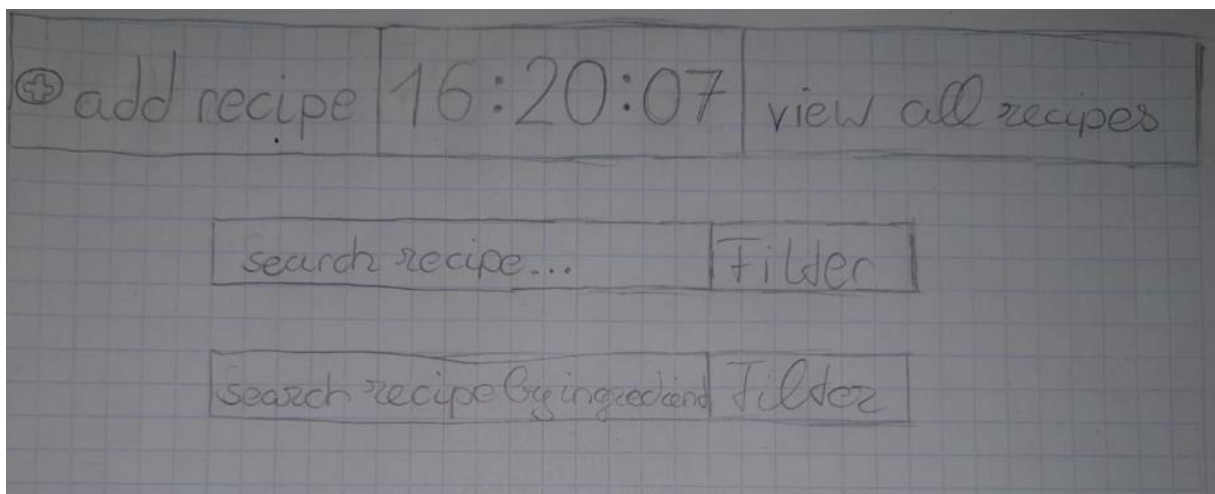 add recipe 16:20:07 view all recipes
search recipe... Filter
search recipe by ingredient Filter